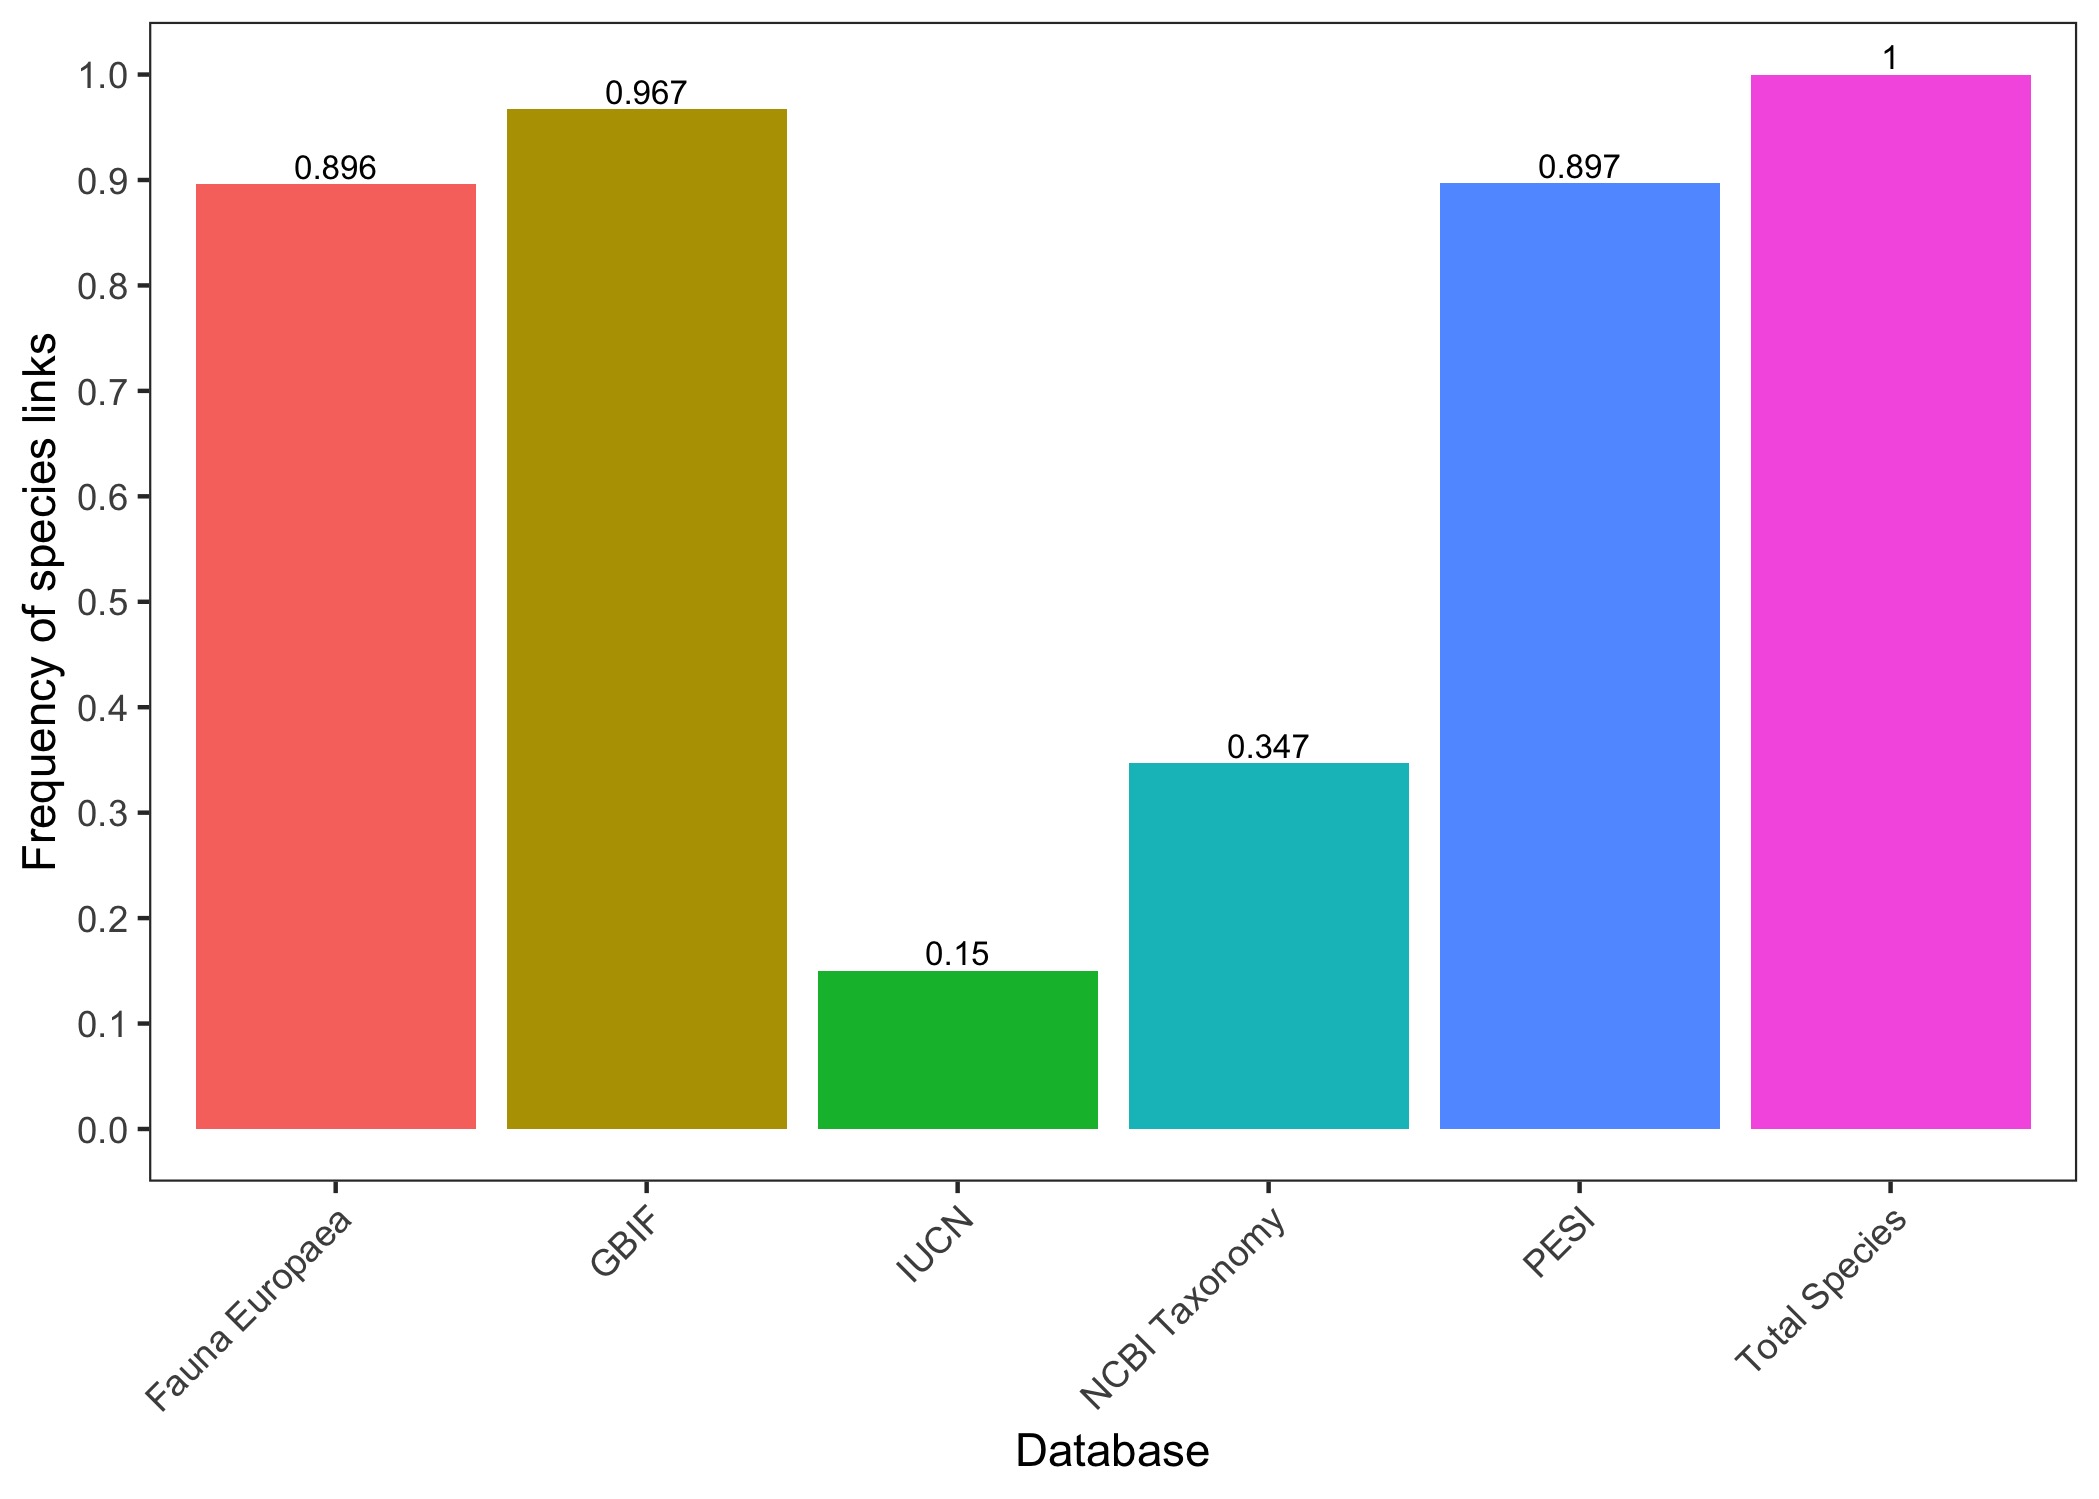 Frequency of species links
1.0
0.9
0.8
0.7
0.6
0.5
0.4
0.3
0.2
0.1
0.0
0.896
0.967
0.15
0.347
0.897
1
Fauna Europaea
GBIF
IUCN
NCBI Taxonomy
PESI
Total Species
Database